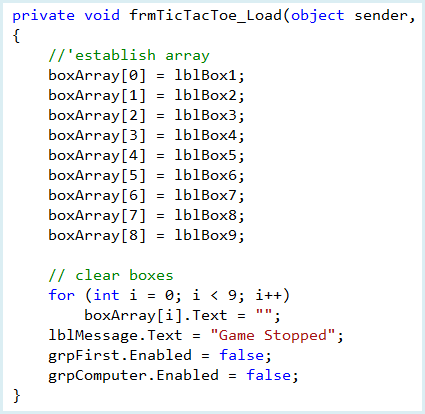 private void frmTicTacToe_Load(object sender,
{
    //'establish array
    boxArray[0] = lblBox1;
    boxArray[1] = lblBox2;
    boxArray[2] = lblBox3;
    boxArray[3] = lblBox4;
    boxArray[4] = lblBox5;
    boxArray[5] = lblBox6;
    boxArray[6] = lblBox7;
    boxArray[7] = lblBox8;
    boxArray[8] = lblBox9;

    // clear boxes
    for (int i = 0; i < 9; i++)
        boxArray[i].Text = "";
    lblMessage.Text = "Game Stopped";
    grpFirst.Enabled = false;
    grpComputer.Enabled = false;
}